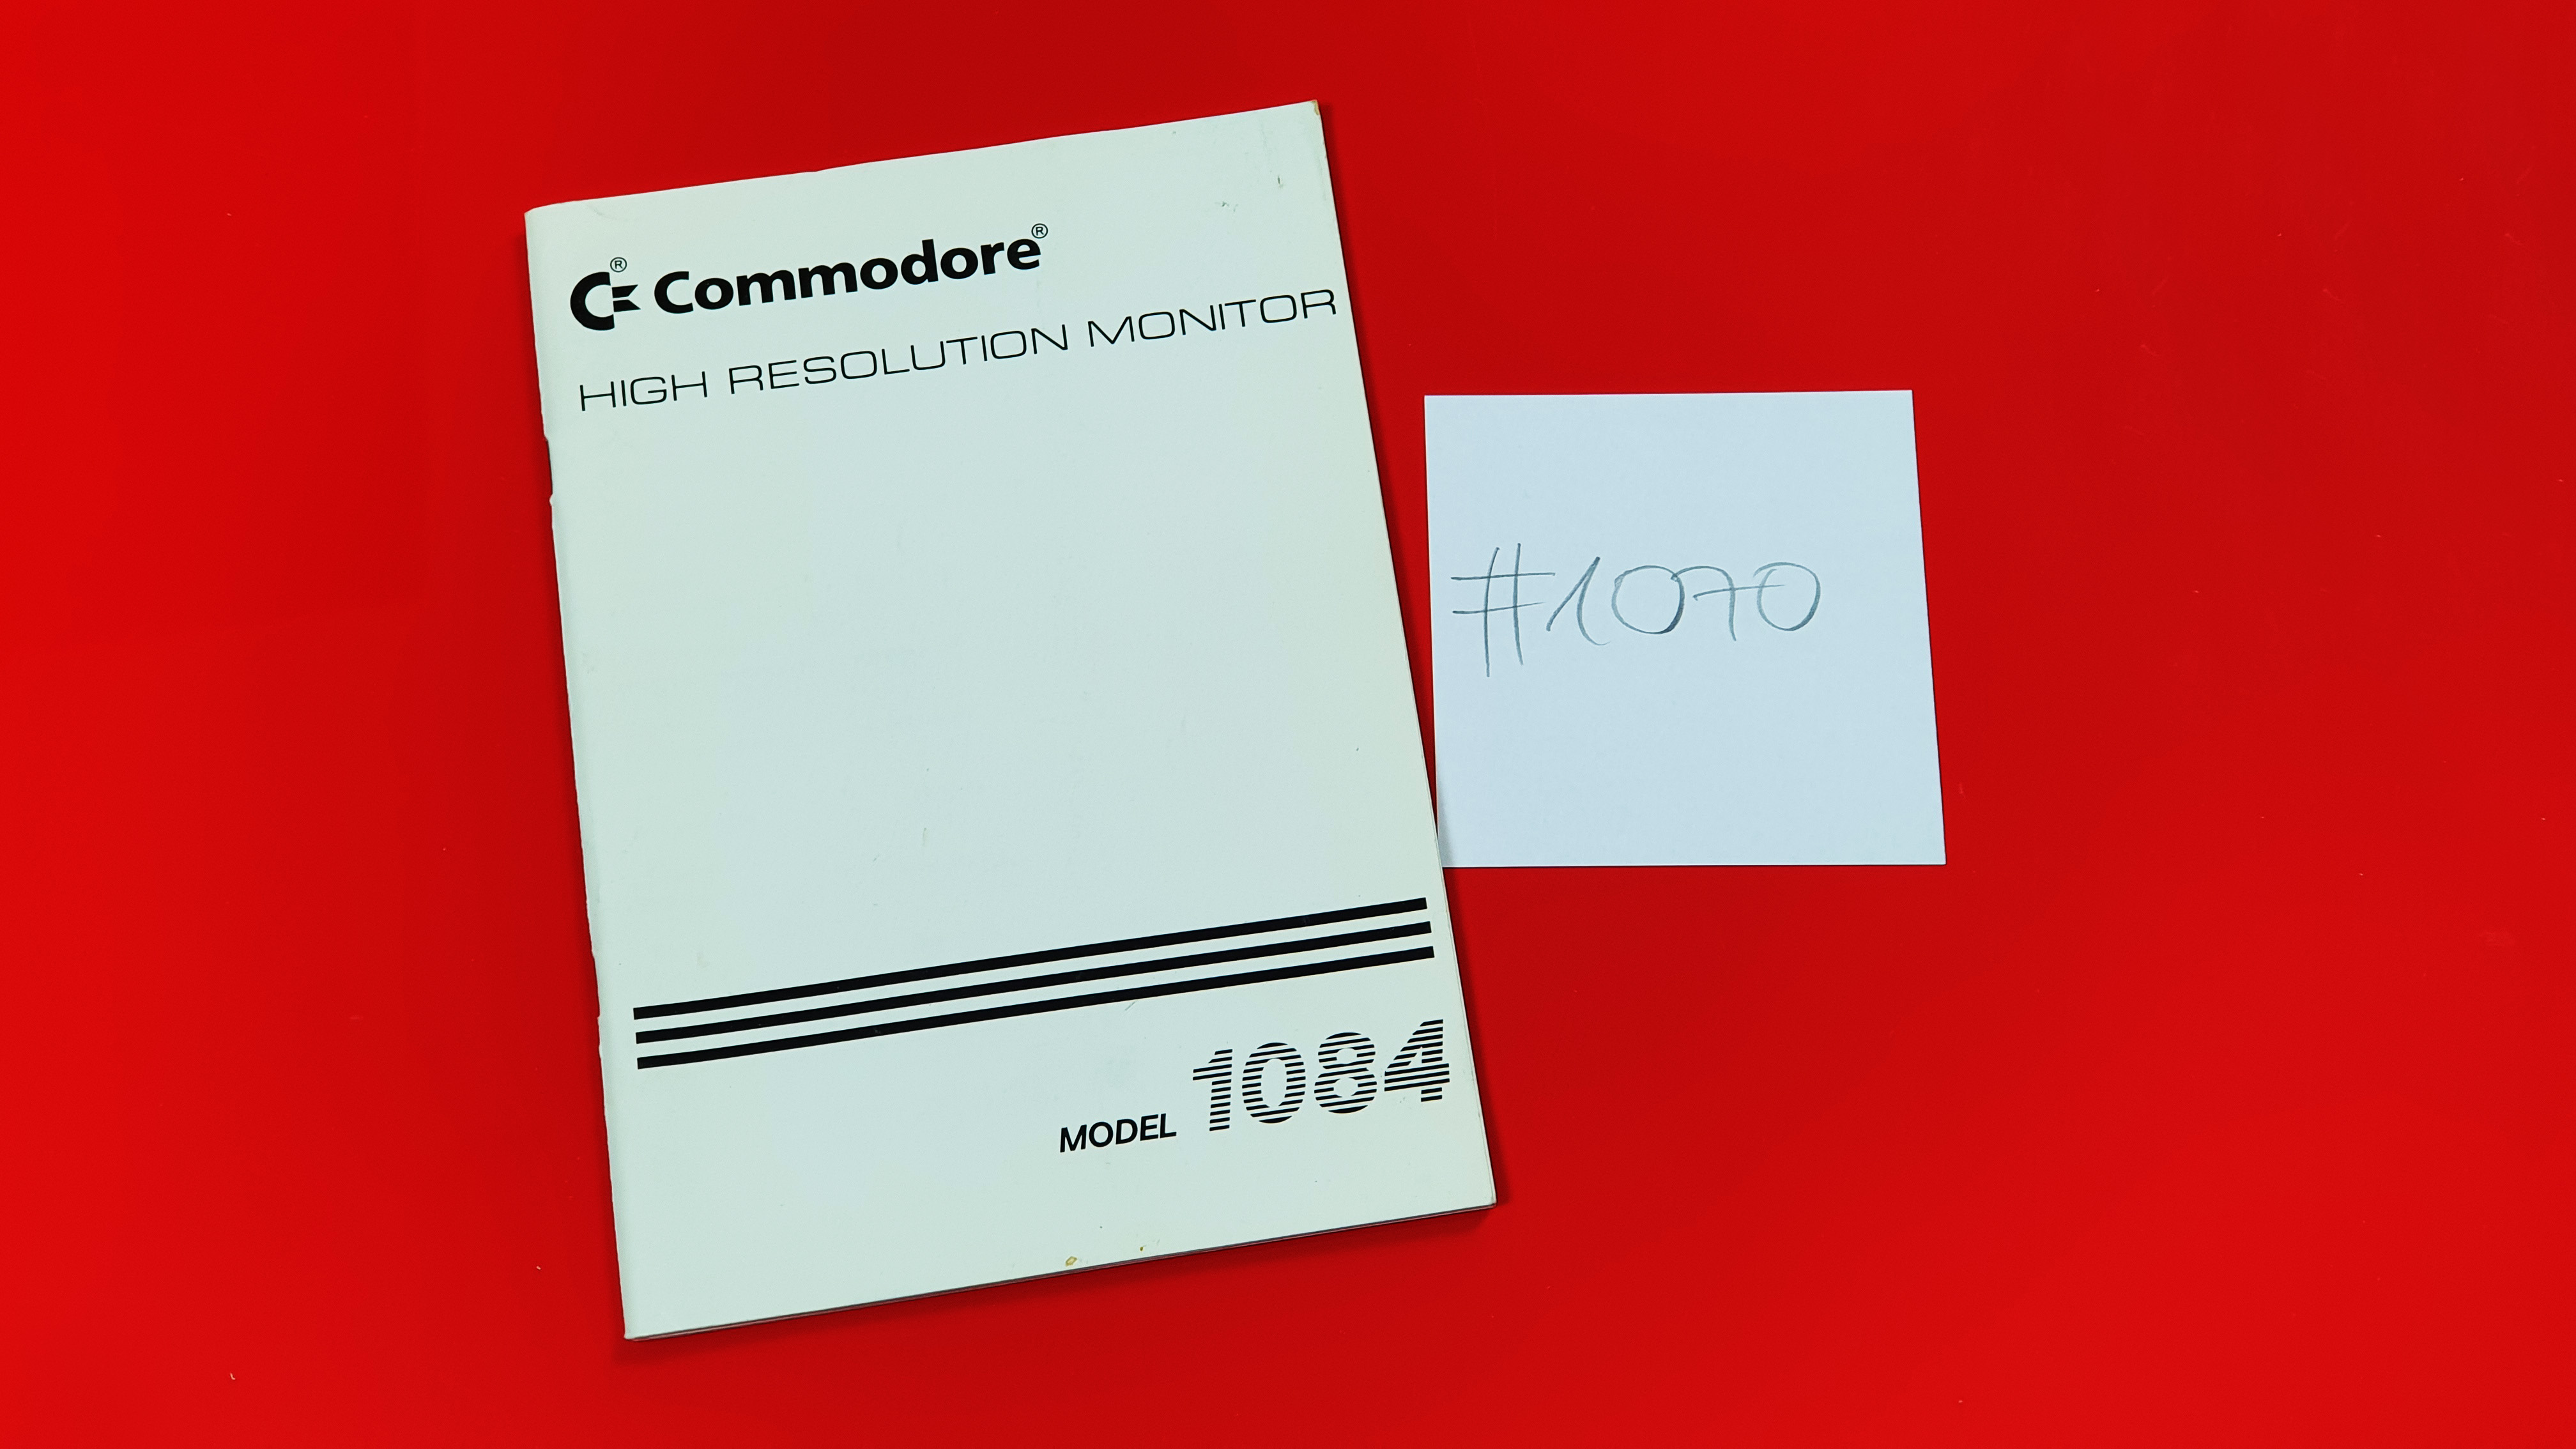 Commodore®
HIGH RESOLUTION MONITOR
MODEL 1084
#1070